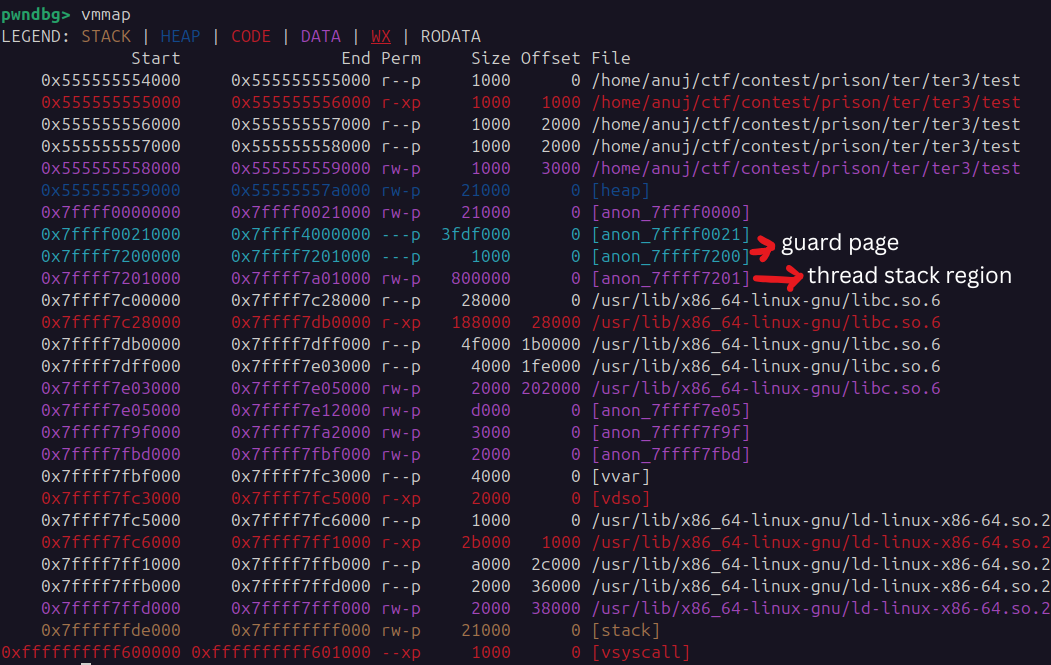 pwndbg> vmmap
LEGEND: STACK | HEAP | CODE | DATA | WX | RODATA
Start End Perm Size Offset File
0x555555554000 0x555555555000 r--p 1000 0 /home/anuj/ctf/contest/prison/ter/ter3/test
0x555555555000 0x555555556000 r-xp 1000 1000 /home/anuj/ctf/contest/prison/ter/ter3/test
0x555555556000 0x555555557000 r--p 1000 2000 /home/anuj/ctf/contest/prison/ter/ter3/test
0x555555557000 0x555555558000 r--p 1000 2000 /home/anuj/ctf/contest/prison/ter/ter3/test
0x555555558000 0x555555559000 rw-p 1000 3000 /home/anuj/ctf/contest/prison/ter/ter3/test
0x555555559000 0x55555557a000 rw-p 21000 0 [heap]
0x7ffff0000000 0x7ffff0021000 rw-p 21000 0 [anon_7ffff0000]
0x7ffff0021000 0x7ffff4000000 ---p 3fdf000 0 [anon_7ffff0021]
guard page
0x7ffff7200000 0x7ffff7201000 ---p 1000 0 [anon_7ffff7200]
0x7ffff7201000 0x7ffff7a01000 rw-p 800000 0 [anon_7ffff7201] thread stack region
0x7ffff7c00000 0x7ffff7c28000 r--p 28000 0 /usr/lib/x86_64-linux-gnu/libc.so.6
0x7ffff7c28000 0x7ffff7db0000 r-xp 188000 28000 /usr/lib/x86_64-linux-gnu/libc.so.6
0x7ffff7db0000 0x7ffff7dff000 r--p 4f000 1b0000 /usr/lib/x86_64-linux-gnu/libc.so.6
0x7ffff7dff000 0x7ffff7e03000 r--p 4000 1fe000 /usr/lib/x86_64-linux-gnu/libc.so.6
0x7ffff7e03000 0x7ffff7e05000 rw-p 2000 202000 /usr/lib/x86_64-linux-gnu/libc.so.6
0x7ffff7e05000 0x7ffff7e12000 rw-p d000 0 [anon_7ffff7e05]
0x7ffff7f9f000 0x7ffff7fa2000 rw-p 3000 0 [anon_7ffff7f9f]
0x7ffff7fbd000 0x7ffff7fbf000 rw-p 2000 0 [anon_7ffff7fbd]
0x7ffff7fbf000 0x7ffff7fc3000 r--p 4000 0 [vvar]
0x7ffff7fc3000 0x7ffff7fc5000 r-xp 2000 0 [vdso]
0x7ffff7fc5000 0x7ffff7fc6000 r--p 1000 0 /usr/lib/x86_64-linux-gnu/ld-linux-x86-64.so.2
0x7ffff7fc6000 0x7ffff7ff1000 r-xp 2b000 1000 /usr/lib/x86_64-linux-gnu/ld-linux-x86-64.so.2
0x7ffff7ff1000 0x7ffff7ffb000 r--p a000 2c000 /usr/lib/x86_64-linux-gnu/ld-linux-x86-64.so.2
0x7ffff7ffb000 0x7ffff7ffd000 r--p 2000 36000 /usr/lib/x86_64-linux-gnu/ld-linux-x86-64.so.2
0x7ffff7ffd000 0x7ffff7fff000 rw-p 2000 38000 /usr/lib/x86_64-linux-gnu/ld-linux-x86-64.so.2
0x7ffffffde000 0x7ffffffff000 rw-p 21000 0 [stack]
0xffffffffff600000 0xffffffffff601000 --xp 1000 0 [vsyscall]